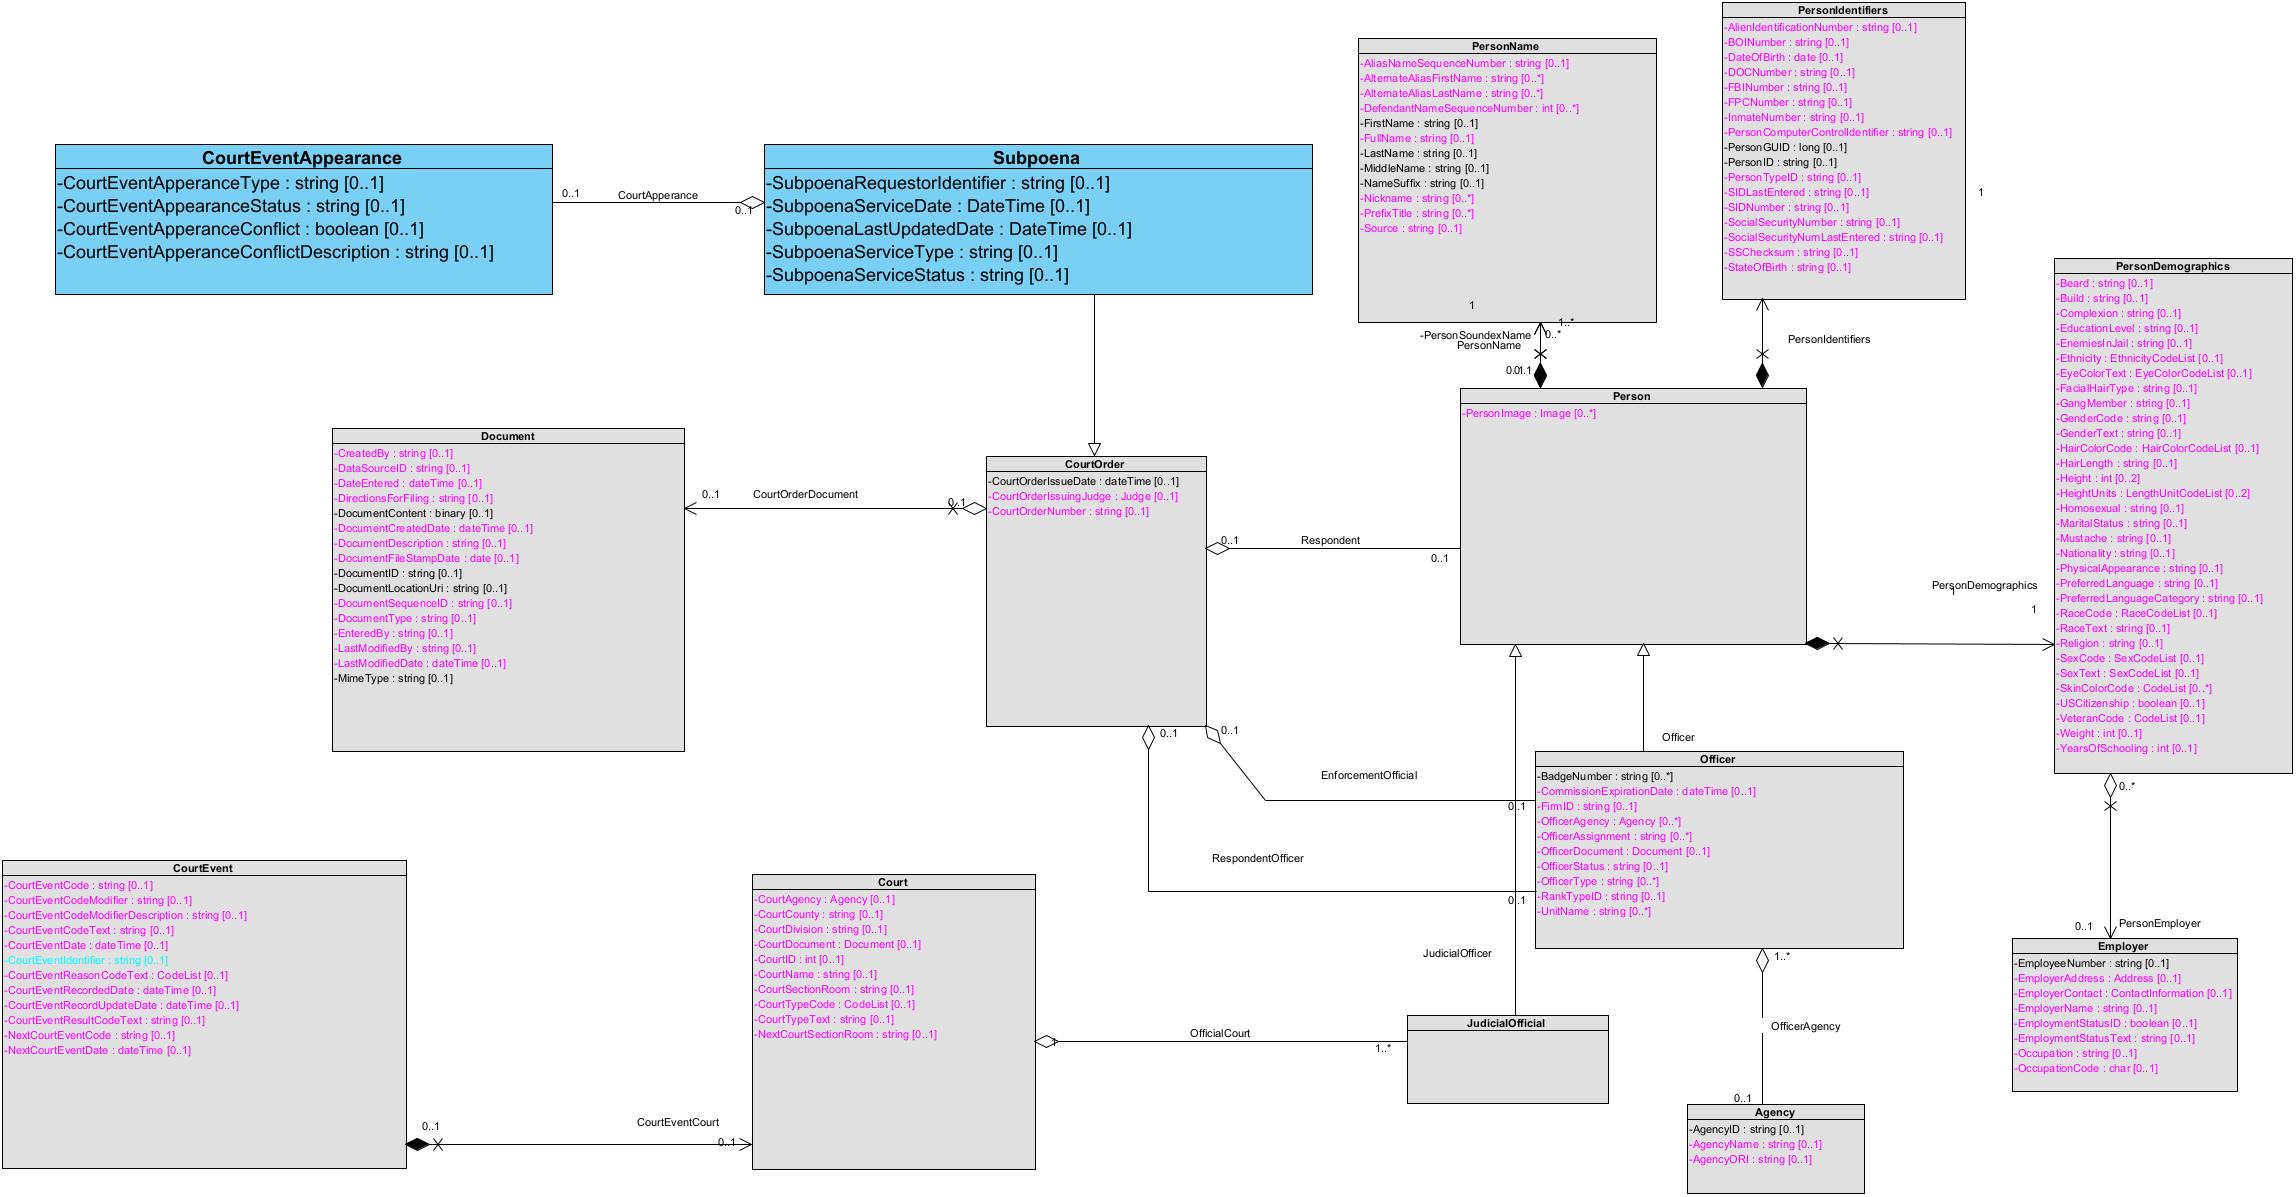 PersonIdentifiers
-AlienIdentificationNumber : string [0..1]
-BOINumber : string [0..1]
-DateOfBirth : date [0..1]
-DOCNumber : string [0..1]
-FBINumber : string [0..1]
-FPCNumber : string [0..1]
-InmateNumber : string [0..1]
-PersonComputerControlIdentifier : string [0..1]
-PersonGUID : long [0..1]
-PersonID : string [0..1]
-PersonTypeID : string [0..1]
-SIDLastEntered : string [0..1]
-SIDNumber : string [0..1]
-SocialSecurityNumber : string [0..1]
-SocialSecurityNumLastEntered : string [0..1]
-SSChecksum : string [0..1]
-StateOfBirth : string [0..1]
1
PersonName
-AliasNameSequenceNumber : string [0..1]
-AlternateAliasFirstName : string [0..*]
-AlternateAliasLastName : string [0..*]
-DefendantNameSequenceNumber : int [0..*]
-FirstName : string [0..1]
-FullName : string [0..1]
-LastName : string [0..1]
-MiddleName : string [0..1]
-NameSuffix : string [0..1]
-Nickname : string [0..*]
-PrefixTitle : string [0..*]
-Source : string [0..1]
1
1..*
-PersonSoundexName
0..*
PersonName
PersonIdentifiers
CourtEventAppearance
-CourtEventApperanceType : string [0..1]
-CourtEventAppearanceStatus : string [0..1]
-CourtEventApperanceConflict : boolean [0..1]
-CourtEventApperanceConflictDescription : string [0..1]
0..1
CourtApperance
0..1
Subpoena
-SubpoenaRequestorIdentifier : string [0..1]
-SubpoenaServiceDate : DateTime [0..1]
-SubpoenaLastUpdatedDate : DateTime [0..1]
-SubpoenaServiceType : string [0..1]
-SubpoenaServiceStatus : string [0..1]
PersonDemographics
-Beard : string [0..1]
-Build : string [0..1]
-Complexion : string [0..1]
-EducationLevel : string [0..1]
-EnemiesInJail : string [0..1]
-Ethnicity : EthnicityCodeList [0..1]
-EyeColorText : EyeColorCodeList [0..1]
-FacialHairType : string [0..1]
-GangMember : string [0..1]
-GenderCode : string [0..1]
-GenderText : string [0..1]
-HairColorCode : HairColorCodeList [0..1]
-HairLength : string [0..1]
-Height : int [0..2]
-HeightUnits : LengthUnitCodeList [0..2]
-Homosexual : string [0..1]
-MaritalStatus : string [0..1]
-Mustache : string [0..1]
-Nationality : string [0..1]
-PhysicalAppearance : string [0..1]
-PreferredLanguage : string [0..1]
-PreferredLanguageCategory : string [0..1]
-RaceCode : RaceCodeList [0..1]
-RaceText : string [0..1]
-Religion : string [0..1]
-SexCode : SexCodeList [0..1]
-SexText : SexCodeList [0..1]
-SkinColorCode : CodeList [0..*]
-USCitizenship : boolean [0..1]
-VeteranCode : CodeList [0..1]
-Weight : int [0..1]
-YearsOfSchooling : int [0..1]
Person
-PersonImage : Image [0..*]
PersonDemographics
1
1
Document
-CreatedBy : string [0..1]
-DataSourceID : string [0..1]
-DateEntered : dateTime [0..1]
-DirectionsForFiling : string [0..1]
-DocumentContent : binary [0..1]
-DocumentCreatedDate : dateTime [0..1]
-DocumentDescription : string [0..1]
-DocumentFileStampDate : date [0..1]
-DocumentID : string [0..1]
-DocumentLocationUri : string [0..1]
-DocumentSequenceID : string [0..1]
-DocumentType : string [0..1]
-EnteredBy : string [0..1]
-LastModifiedBy : string [0..1]
-LastModifiedDate : dateTime [0..1]
-MimeType : string [0..1]
0..1
CourtOrderDocument
0..1
CourtOrder
-CourtOrderIssueDate : dateTime [0..1]
-CourtOrderIssuingJudge : Judge [0..1]
-CourtOrderNumber : string [0..1]
0..1
Respondent
0..1
0..1
0..1
EnforcementOfficial
0..1
RespondentOfficer
0..1
Officer
Officer
-BadgeNumber : string [0..*]
-CommissionExpirationDate : dateTime [0..1]
-FirmID : string [0..1]
-OfficerAgency : Agency [0..*]
-OfficerAssignment : string [0..*]
-OfficerDocument : Document [0..1]
-OfficerStatus : string [0..1]
-OfficerType : string [0..*]
-RankTypeID : string [0..1]
-UnitName : string [0..*]
0..*
0..1
PersonEmployer
Employer
-EmployeeNumber : string [0..1]
-EmployerAddress : Address [0..1]
-EmployerContact : ContactInformation [0..1]
-EmployerName : string [0..1]
-EmploymentStatusID : boolean [0..1]
-EmploymentStatusText : string [0..1]
-Occupation : string [0..1]
-OccupationCode : char [0..1]
CourtEvent
-CourtEventCode : string [0..1]
-CourtEventCodeModifier : string [0..1]
-CourtEventCodeModifierDescription : string [0..1]
-CourtEventCodeText : string [0..1]
-CourtEventDate : dateTime [0..1]
-CourtEventIdentifier : string [0..1]
-CourtEventReasonCodeText : CodeList [0..1]
-CourtEventRecordedDate : dateTime [0..1]
-CourtEventRecordUpdateDate : dateTime [0..1]
-CourtEventResultCodeText : string [0..1]
-NextCourtEventCode : string [0..1]
-NextCourtEventDate : dateTime [0..1]
0..1
CourtEventCourt
0..1
Court
-CourtAgency : Agency [0..1]
-CourtCounty : string [0..1]
-CourtDivision : string [0..1]
-CourtDocument : Document [0..1]
-CourtID : int [0..1]
-CourtName : string [0..1]
-CourtSectionRoom : string [0..1]
-CourtTypeCode : CodeList [0..1]
-CourtTypeText : string [0..1]
-NextCourtSectionRoom : string [0..1]
1
OfficialCourt
1..*
JudicialOfficer
JudicialOfficial
1..*
OfficerAgency
0..1
Agency
-AgencyID : string [0..1]
-AgencyName : string [0..1]
-AgencyORI : string [0..1]